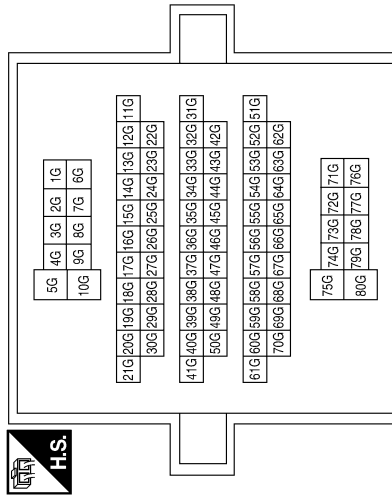 H.S.
5G 4G 3G 2G 1G
10G 9G 8G 7G 6G
21G 20G 19G 18G 17G 16G 15G 14G 13G 12G 11G
30G 29G 28G 27G 26G 25G 24G 23G 22G
41G 40G 39G 38G 37G 36G 35G 34G 33G 32G 31G
50G 49G 48G 47G 46G 45G 44G 43G 42G
61G 60G 59G 58G 57G 56G 55G 54G 53G 52G 51G
70G 69G 68G 67G 66G 65G 64G 63G 62G
75G 74G 73G 72G 71G
80G 79G 78G 77G 76G